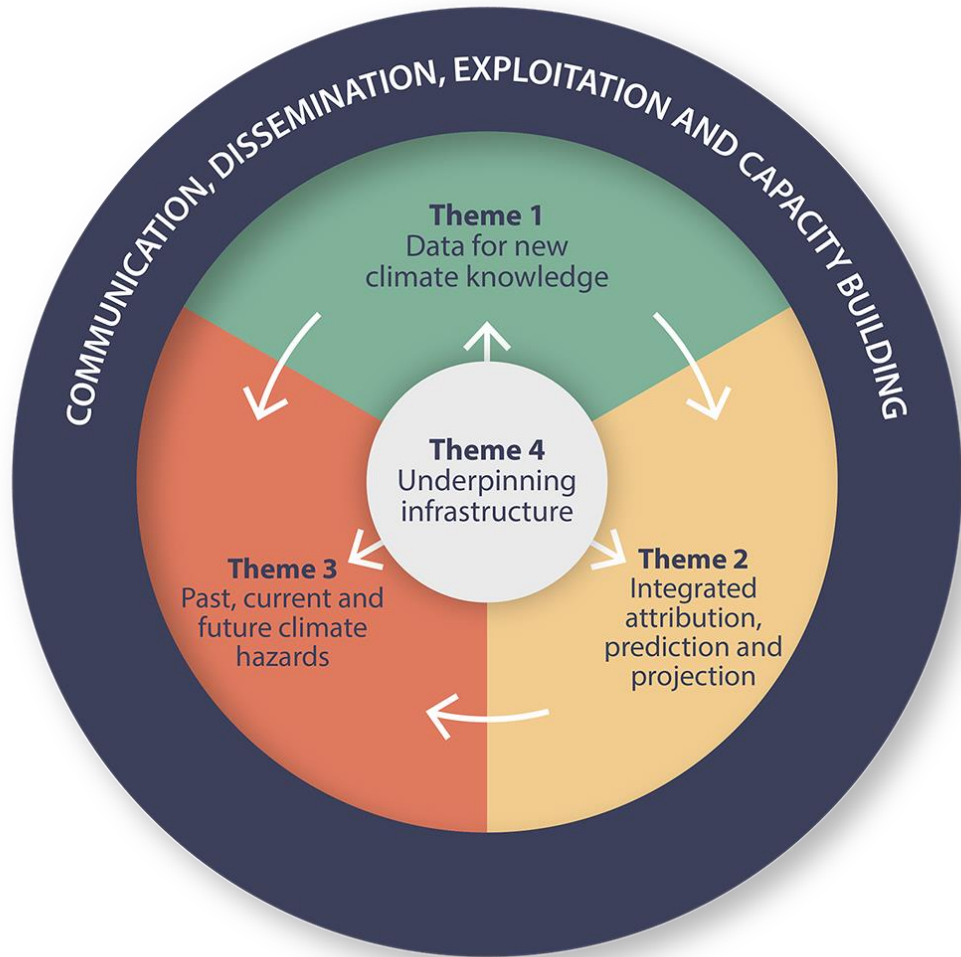 COMMUNICATION, DISSEMINATION, EXPLOITATION AND CAPACITY BUILDING
Theme 1
Data for new
climate knowledge
Theme 4
Underpinning
infrastructure
Theme 3
Past, current and
future climate
hazards
Theme 2
Integrated
attribution,
prediction and
projection